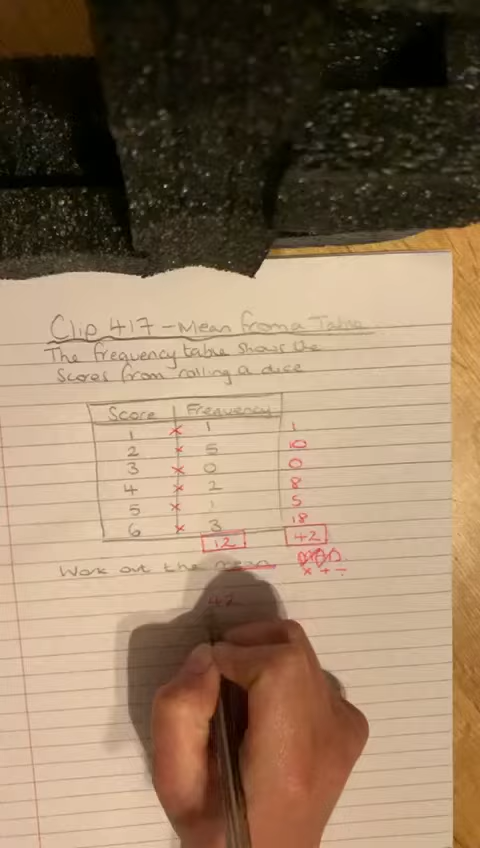 Clip 417 - Mean from a Table
The frequency table shows the
scores from rolling a dice
Score Frequency
1 × 1 1
2 × 5 10
3 × 0 0
4 × 2 8
5 × 1 5
6 × 3 18
12 42
Work out the mean
× + ÷
42